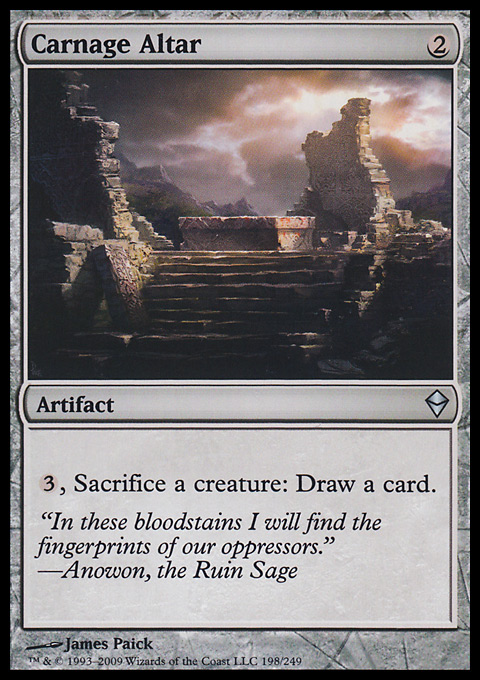 Carnage Altar 2
Artifact
3, Sacrifice a creature: Draw a card.
“In these bloodstains I will find the
fingerprints of our oppressors.”
—Anowon, the Ruin Sage
James Paick
™ & © 1993–2009 Wizards of the Coast LLC 198/249